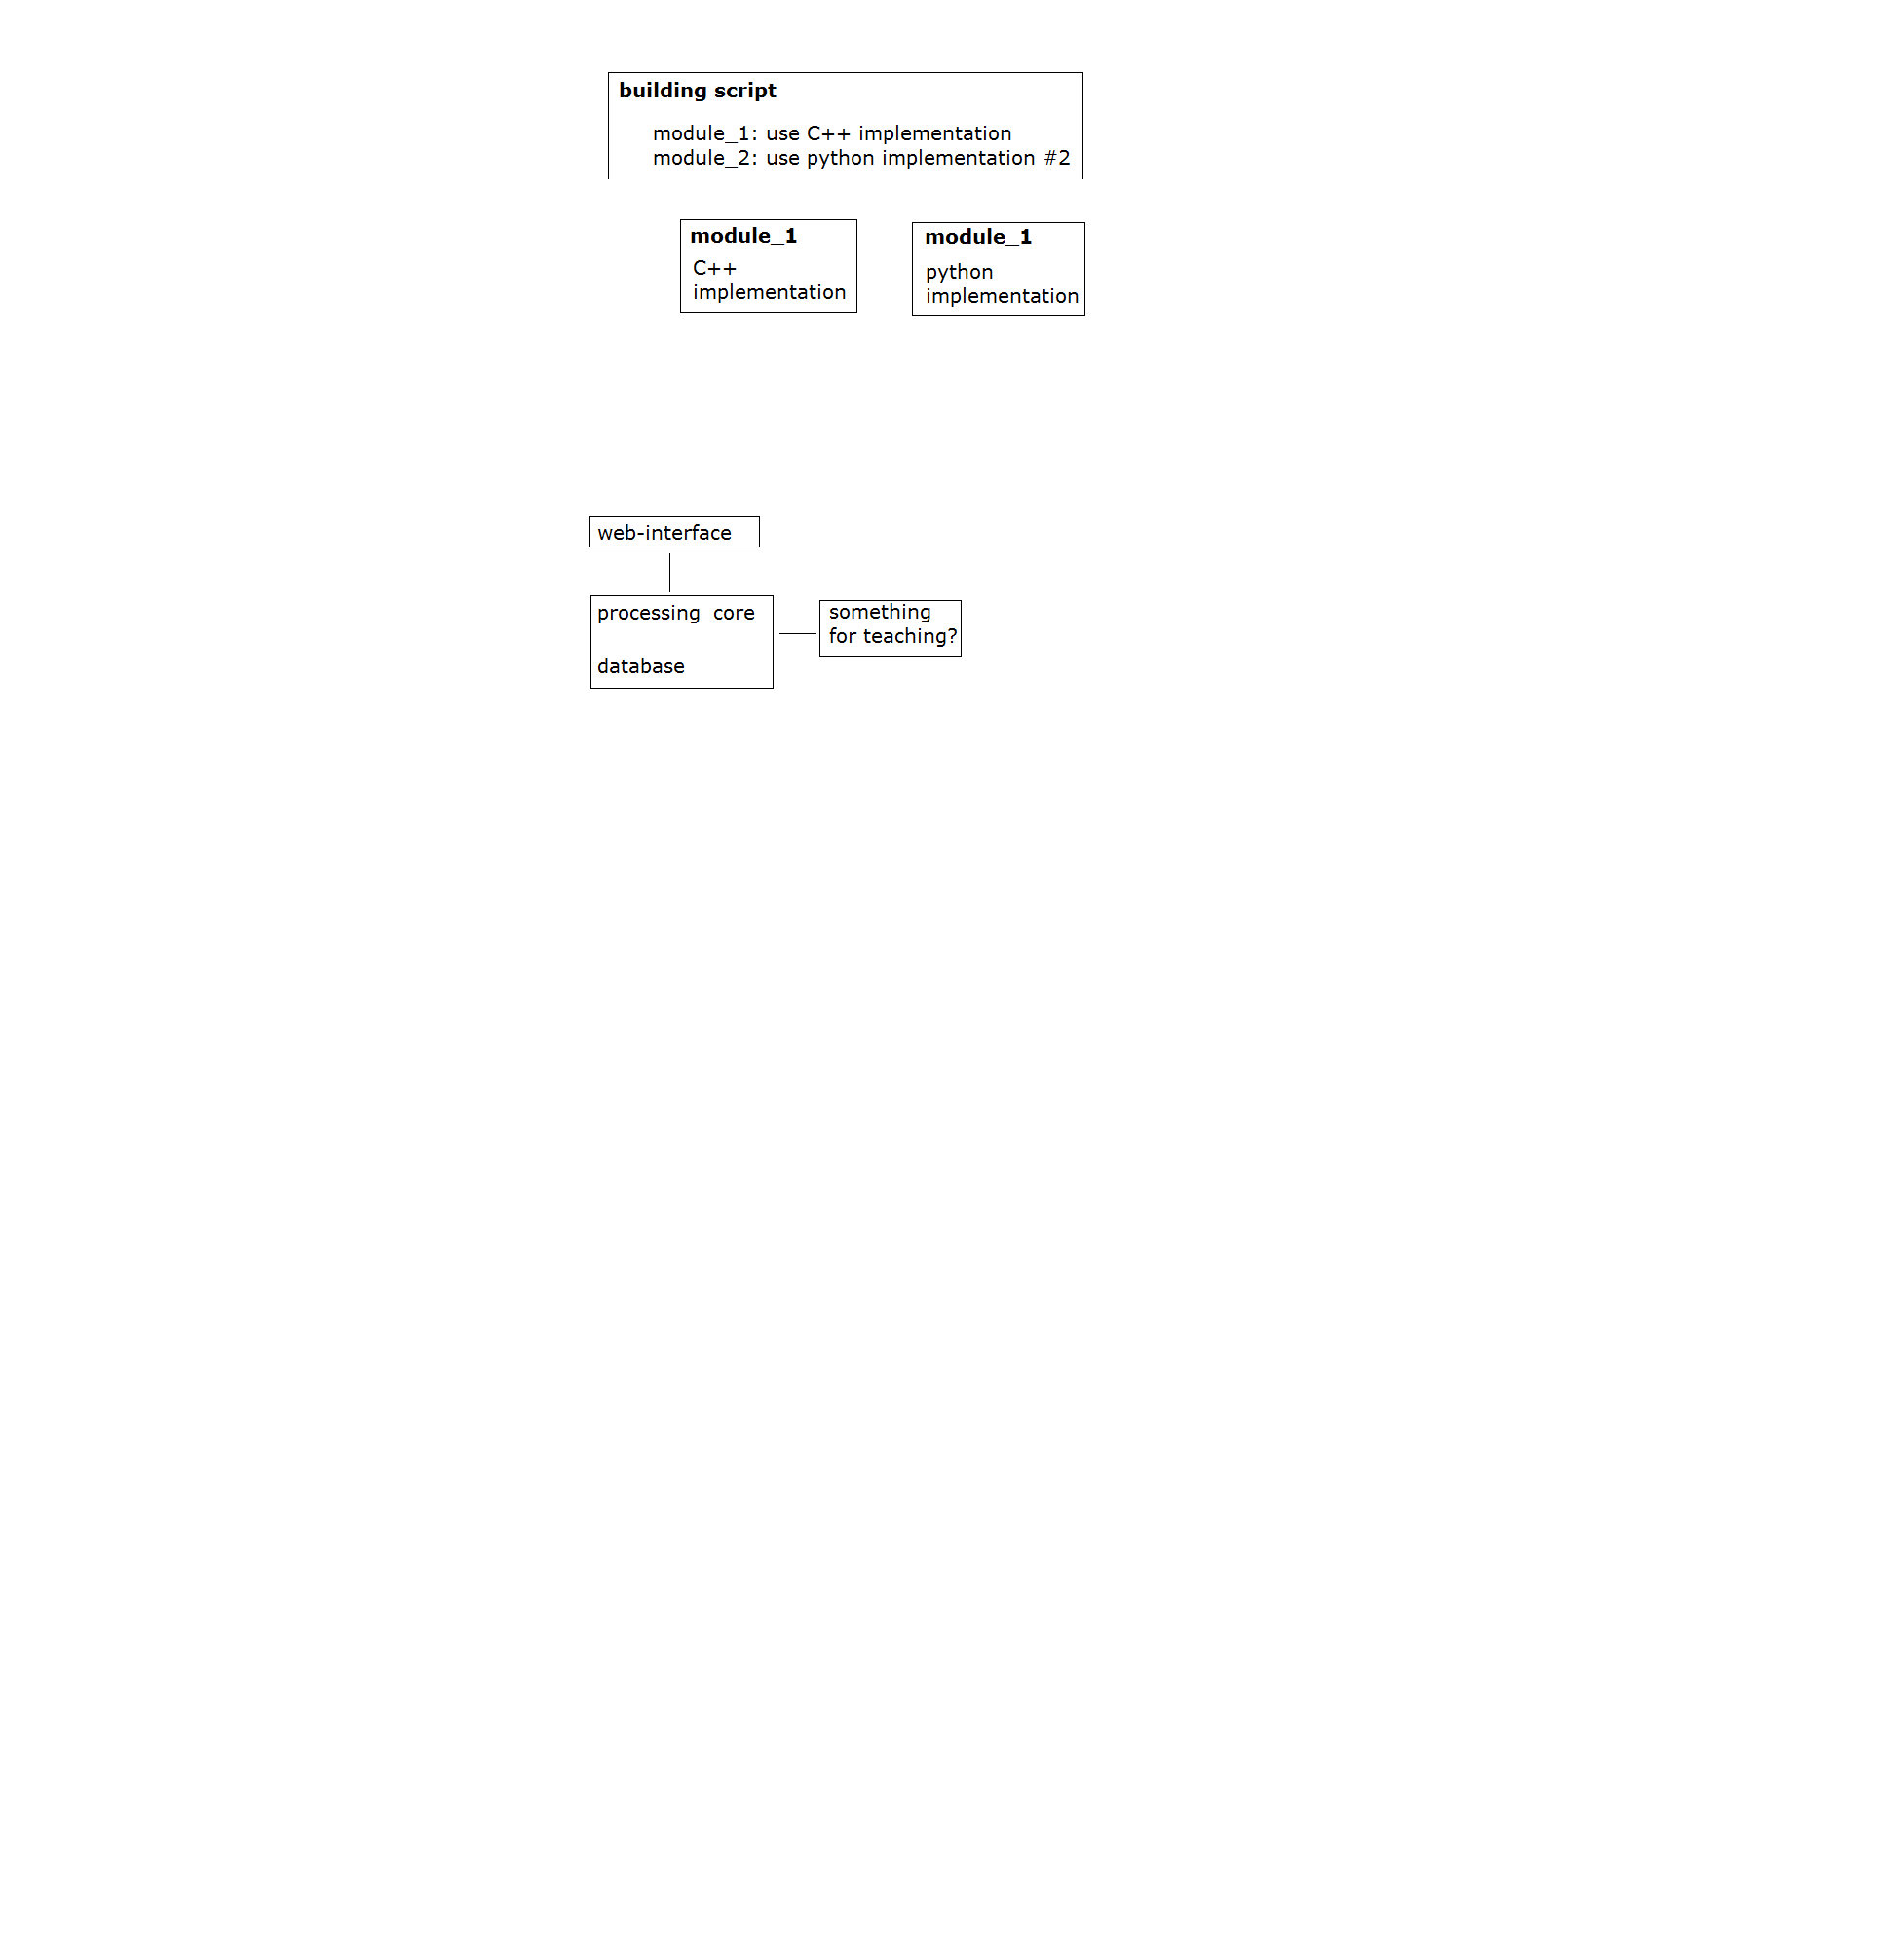 building script
module_1: use C++ implementation
module_2: use python implementation #2
module_1
C++
implementation
module_1
python
implementation
web-interface
processing_core
database
something
for teaching?